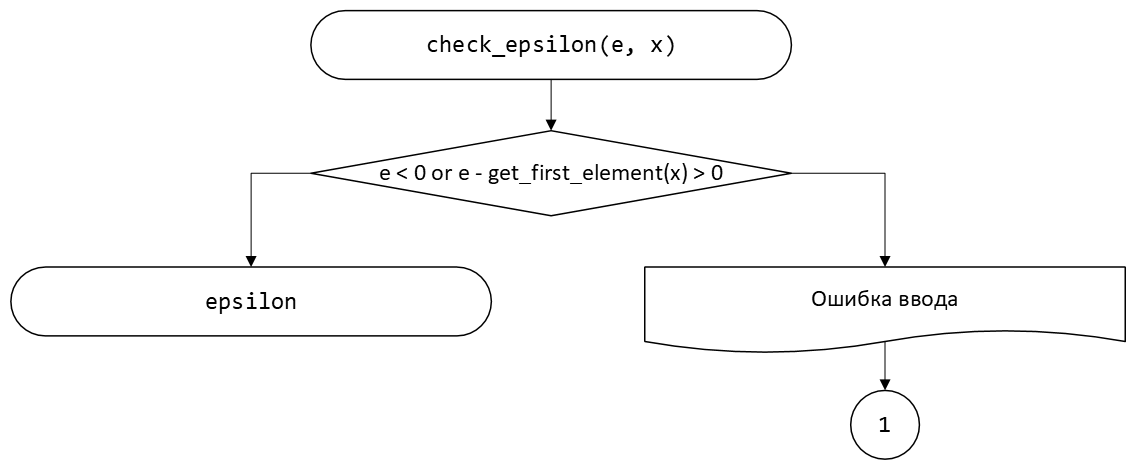 check_epsilon(e, x)
e < 0 or e - get_first_element(x) > 0
epsilon
Ошибка ввода
1